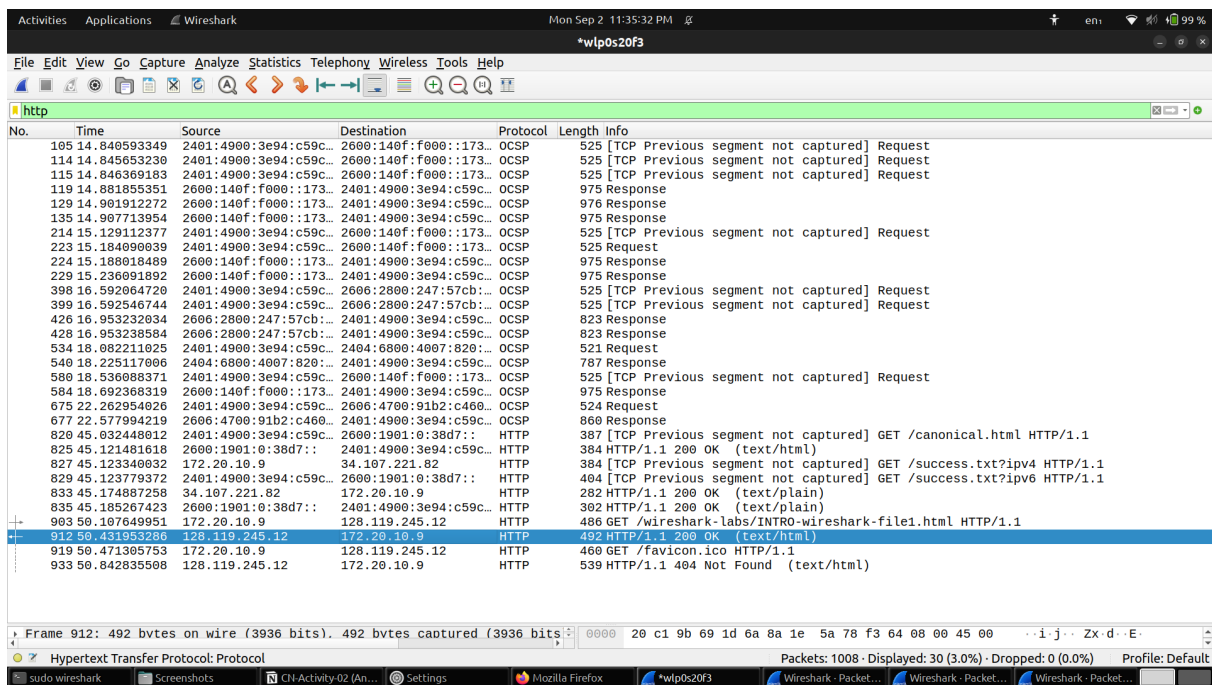 Activities Applications Wireshark Mon Sep 2 11:35:32 PM en₁ 99 %
*wlp0s20f3
File Edit View Go Capture Analyze Statistics Telephony Wireless Tools Help
http
No. Time Source Destination Protocol Length Info
105 14.840593349 2401:4900:3e94:c59c… 2600:140f:f000::173… OCSP 525 [TCP Previous segment not captured] Request
114 14.845653230 2401:4900:3e94:c59c… 2600:140f:f000::173… OCSP 525 [TCP Previous segment not captured] Request
115 14.846369183 2401:4900:3e94:c59c… 2600:140f:f000::173… OCSP 525 [TCP Previous segment not captured] Request
119 14.881855351 2600:140f:f000::173… 2401:4900:3e94:c59c… OCSP 975 Response
129 14.901912272 2600:140f:f000::173… 2401:4900:3e94:c59c… OCSP 976 Response
135 14.907713954 2600:140f:f000::173… 2401:4900:3e94:c59c… OCSP 975 Response
214 15.129112377 2401:4900:3e94:c59c… 2600:140f:f000::173… OCSP 525 [TCP Previous segment not captured] Request
223 15.184090039 2401:4900:3e94:c59c… 2600:140f:f000::173… OCSP 525 Request
224 15.188018489 2600:140f:f000::173… 2401:4900:3e94:c59c… OCSP 975 Response
229 15.236091892 2600:140f:f000::173… 2401:4900:3e94:c59c… OCSP 975 Response
398 16.592064720 2401:4900:3e94:c59c… 2606:2800:247:57cb:… OCSP 525 [TCP Previous segment not captured] Request
399 16.592546744 2401:4900:3e94:c59c… 2606:2800:247:57cb:… OCSP 525 [TCP Previous segment not captured] Request
426 16.953232034 2606:2800:247:57cb:… 2401:4900:3e94:c59c… OCSP 823 Response
428 16.953238584 2606:2800:247:57cb:… 2401:4900:3e94:c59c… OCSP 823 Response
534 18.082211025 2401:4900:3e94:c59c… 2404:6800:4007:820:… OCSP 521 Request
540 18.225117006 2404:6800:4007:820:… 2401:4900:3e94:c59c… OCSP 787 Response
580 18.536088371 2401:4900:3e94:c59c… 2600:140f:f000::173… OCSP 525 [TCP Previous segment not captured] Request
584 18.692368319 2600:140f:f000::173… 2401:4900:3e94:c59c… OCSP 975 Response
675 22.262954026 2401:4900:3e94:c59c… 2606:4700:91b2:c460… OCSP 524 Request
677 22.577994219 2606:4700:91b2:c460… 2401:4900:3e94:c59c… OCSP 860 Response
820 45.032448012 2401:4900:3e94:c59c… 2600:1901:0:38d7:: HTTP 387 [TCP Previous segment not captured] GET /canonical.html HTTP/1.1
825 45.121481618 2600:1901:0:38d7:: 2401:4900:3e94:c59c… HTTP 384 HTTP/1.1 200 OK (text/html)
827 45.123340032 172.20.10.9 34.107.221.82 HTTP 384 [TCP Previous segment not captured] GET /success.txt?ipv4 HTTP/1.1
829 45.123779372 2401:4900:3e94:c59c… 2600:1901:0:38d7:: HTTP 404 [TCP Previous segment not captured] GET /success.txt?ipv6 HTTP/1.1
833 45.174887258 34.107.221.82 172.20.10.9 HTTP 282 HTTP/1.1 200 OK (text/plain)
835 45.185267423 2600:1901:0:38d7:: 2401:4900:3e94:c59c… HTTP 302 HTTP/1.1 200 OK (text/plain)
903 50.107649951 172.20.10.9 128.119.245.12 HTTP 486 GET /wireshark-labs/INTRO-wireshark-file1.html HTTP/1.1
912 50.431953286 128.119.245.12 172.20.10.9 HTTP 492 HTTP/1.1 200 OK (text/html)
919 50.471305753 172.20.10.9 128.119.245.12 HTTP 460 GET /favicon.ico HTTP/1.1
933 50.842835508 128.119.245.12 172.20.10.9 HTTP 539 HTTP/1.1 404 Not Found (text/html)
Frame 912: 492 bytes on wire (3936 bits), 492 bytes captured (3936 bits 0000 20 c1 9b 69 1d 6a 8a 1e 5a 78 f3 64 08 00 45 00 ···i·j·· Zx·d··E·
Hypertext Transfer Protocol: Protocol Packets: 1008 · Displayed: 30 (3.0%) · Dropped: 0 (0.0%) Profile: Default
sudo wireshark Screenshots CN-Activity-02 (An... Settings Mozilla Firefox *wlp0s20f3 Wireshark · Packet... Wireshark · Packet... Wireshark · Packet...